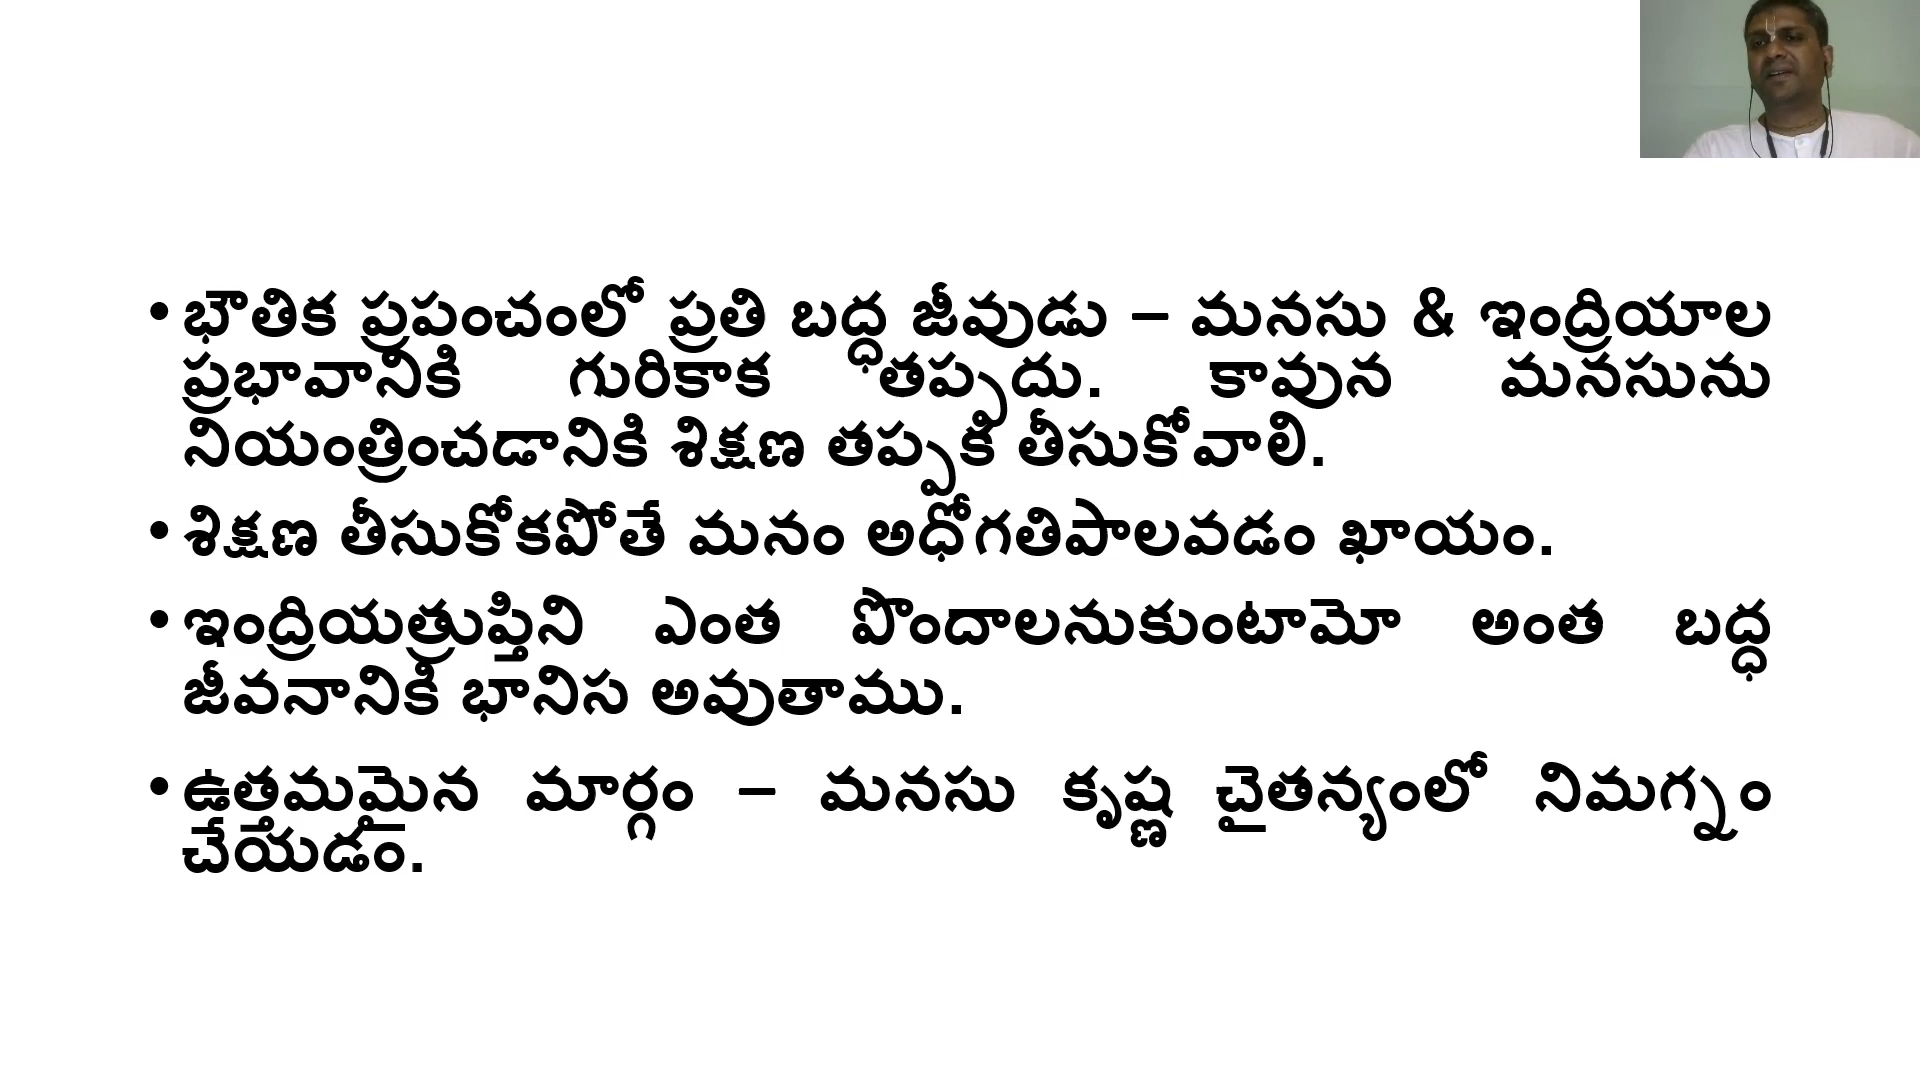 • భౌతిక ప్రపంచంలో ప్రతి బద్ధ జీవుడు – మనసు & ఇంద్రియాల
ప్రభావానికి గురికాక తప్పదు. కావున మనసును
నియంత్రించడానికి శిక్షణ తప్పక తీసుకోవాలి.
• శిక్షణ తీసుకోకపోతే మనం అధోగతిపాలవడం ఖాయం.
• ఇంద్రియత్రుప్తిని ఎంత పొందాలనుకుంటామో అంత బద్ధ
జీవనానికి భానిస అవుతాము.
• ఉత్తమమైన మార్గం – మనసు కృష్ణ చైతన్యంలో నిమగ్నం
చేయడం.